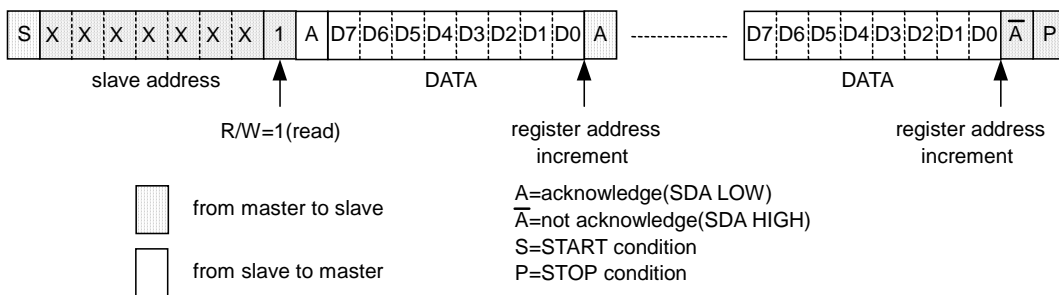 S X X X X X X X 1 A D7 D6 D5 D4 D3 D2 D1 D0 A D7 D6 D5 D4 D3 D2 D1 D0 A̅ P
slave address DATA DATA
R/W=1(read)
register address
increment
register address
increment
from master to slave
from slave to master
A=acknowledge(SDA LOW)
A̅=not acknowledge(SDA HIGH)
S=START condition
P=STOP condition